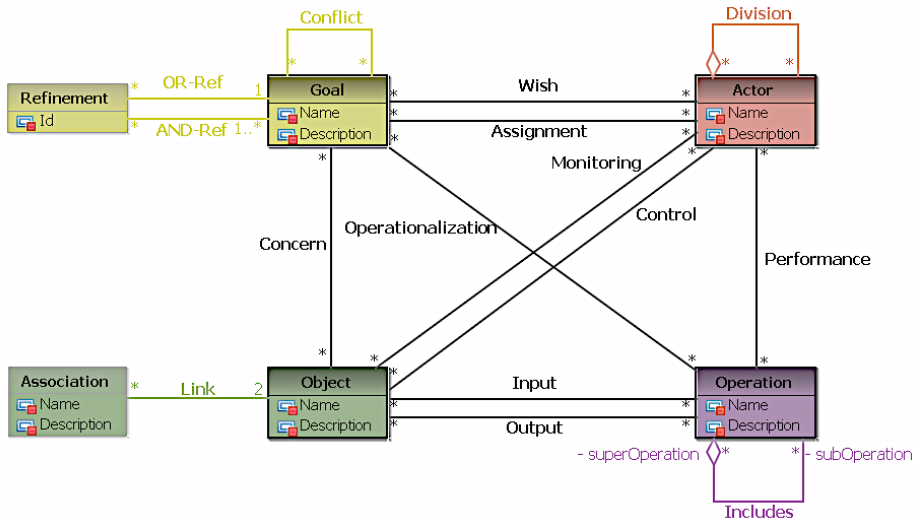 Conflict
Division
* *
* *
Refinement
Id
* OR-Ref 1
* AND-Ref 1..*
Goal
Name
Description
* Wish *
* Assignment *
Actor
Name
Description
* * * * *
*
Monitoring
Control
Concern
Operationalization
Performance
* * * * *
Association
Name
Description
* Link 2
Object
Name
Description
* Input *
* Output *
Operation
Name
Description
- superOperation * * - subOperation
Includes